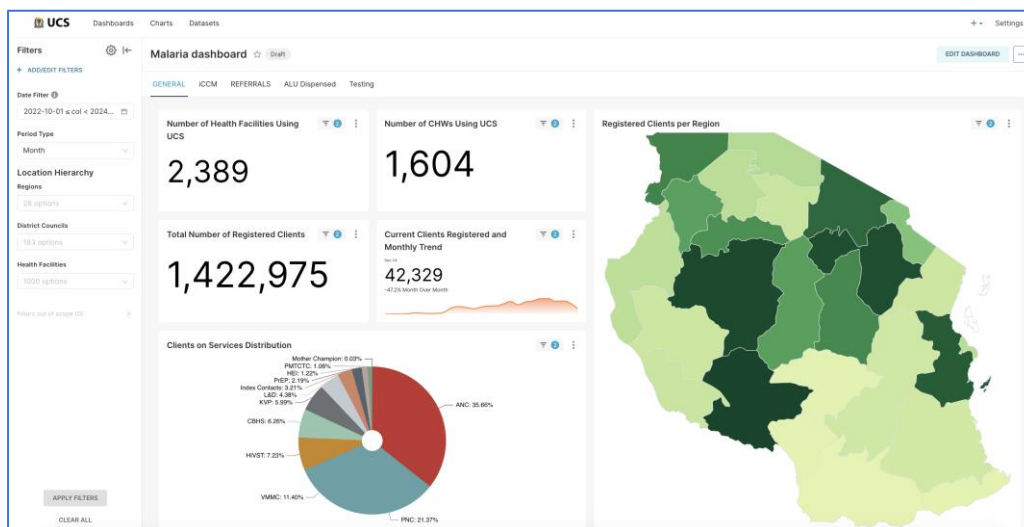 UCS
Dashboards
Charts
Datasets
Settings
Filters
+ ADD/EDIT FILTERS
Date Filter
2022-10-01 ≤ col < 2024...
Period Type
Month
Location Hierarchy
Regions
26 options
District Councils
183 options
Health Facilities
1000 options
Filters out of scope (0)
APPLY FILTERS
CLEAR ALL
Malaria dashboard
Draft
EDIT DASHBOARD
GENERAL
iCCM
REFERRALS
ALU Dispensed
Testing
Number of Health Facilities Using
UCS
2
2,389
Number of CHWs Using UCS
2
1,604
Registered Clients per Region
2
Total Number of Registered Clients
2
1,422,975
Current Clients Registered and
Monthly Trend
2
42,329
-47.2% Month Over Month
Clients on Services Distribution
2
Mother Champion: 0.03%
PMTCTC: 1.06%
HEI: 1.22%
PrEP: 2.19%
Index Contacts: 3.21%
L&D: 4.38%
KVP: 5.99%
CBHS: 6.26%
HIVST: 7.23%
VMMC: 11.40%
PNC: 21.37%
ANC: 35.66%